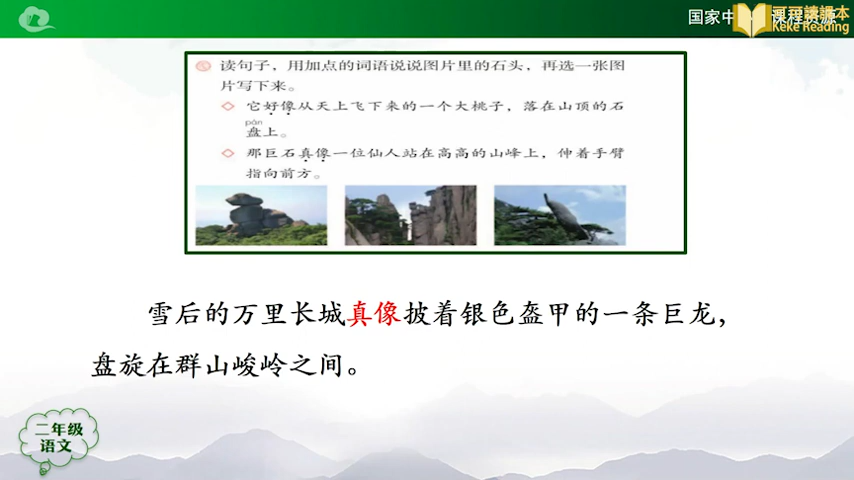 国家中 课程资源
可可读课本
Keke Reading
读句子，用加点的词语说说图片里的石头，再选一张图
片写下来。
它好像从天上飞下来的一个大桃子，落在山顶的石
pán
盘上。
那巨石真像一位仙人站在高高的山峰上，伸着手臂
指向前方。
雪后的万里长城真像披着银色盔甲的一条巨龙，
盘旋在群山峻岭之间。
二年级
语文